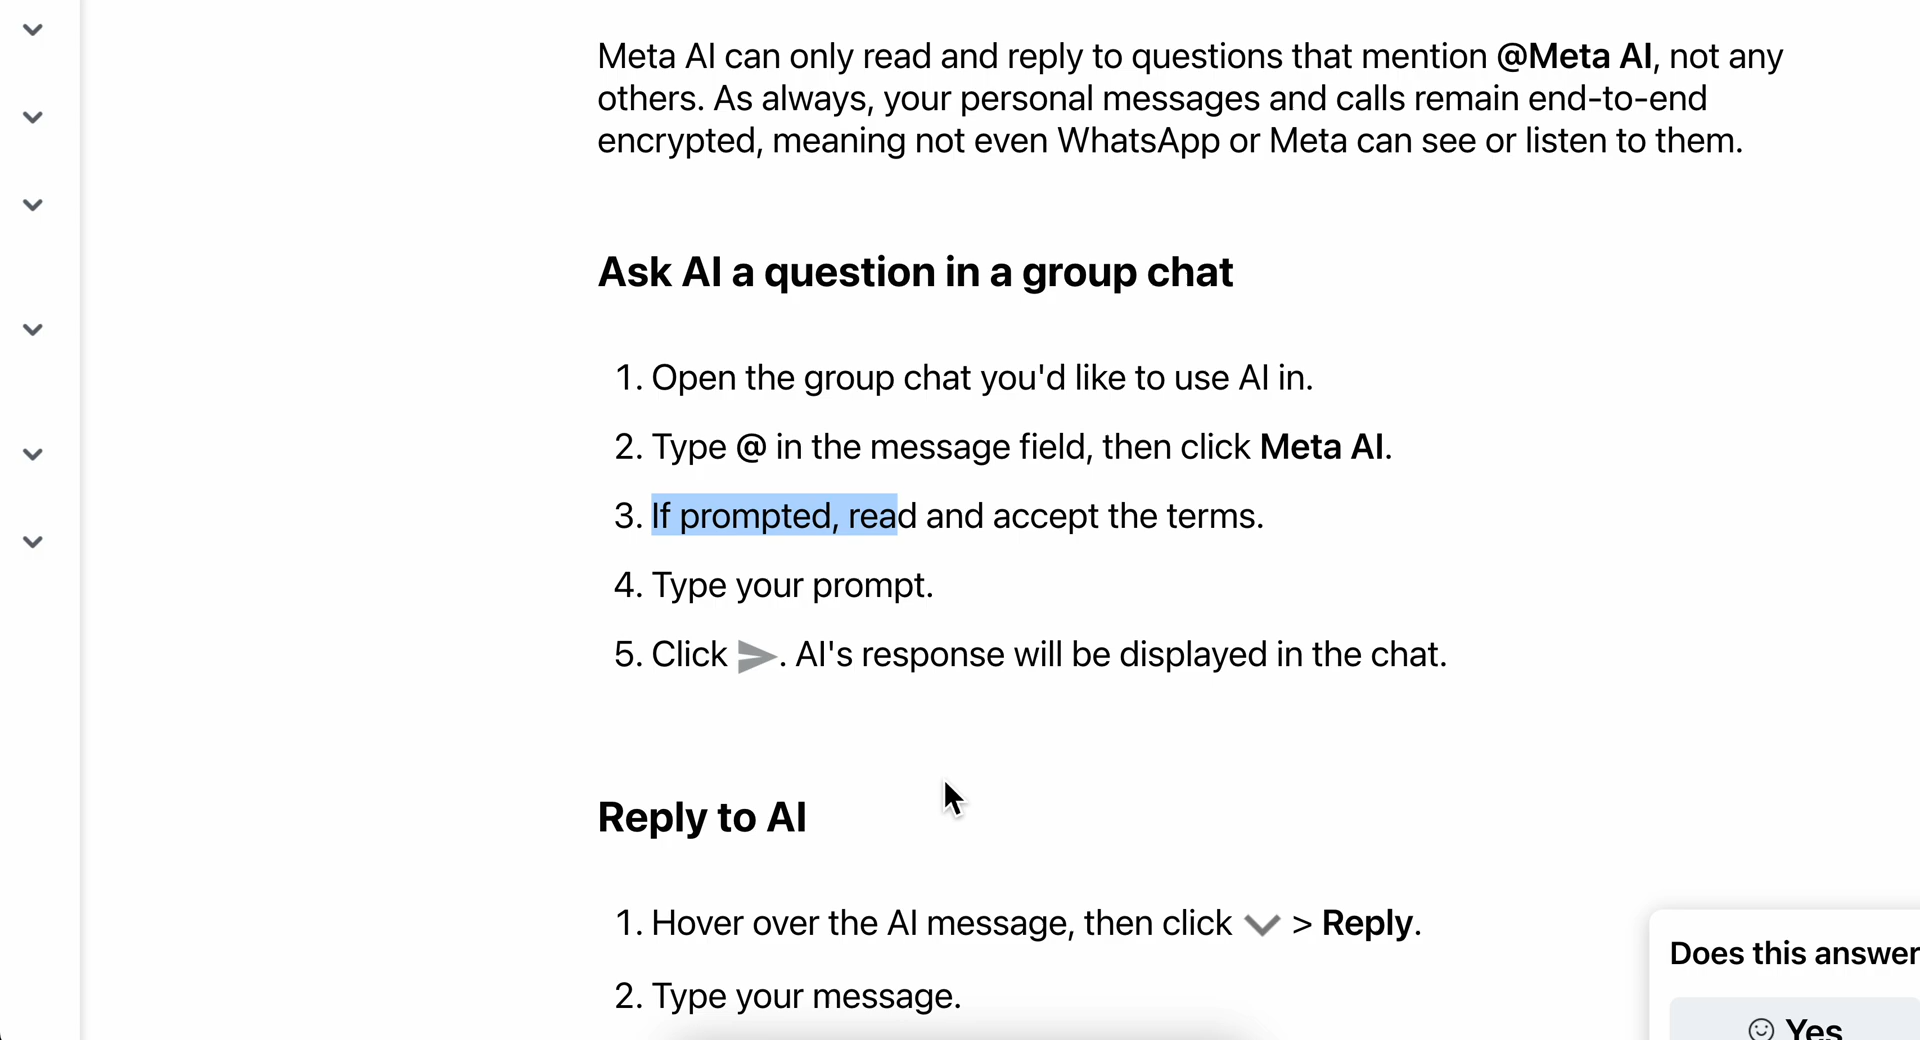 Meta AI can only read and reply to questions that mention @Meta AI, not any
others. As always, your personal messages and calls remain end-to-end
encrypted, meaning not even WhatsApp or Meta can see or listen to them.
Ask AI a question in a group chat
1. Open the group chat you'd like to use AI in.
2. Type @ in the message field, then click Meta AI.
3. If prompted, read and accept the terms.
4. Type your prompt.
5. Click . AI's response will be displayed in the chat.
Reply to AI
1. Hover over the AI message, then click > Reply.
2. Type your message.
Does this answer
Yes